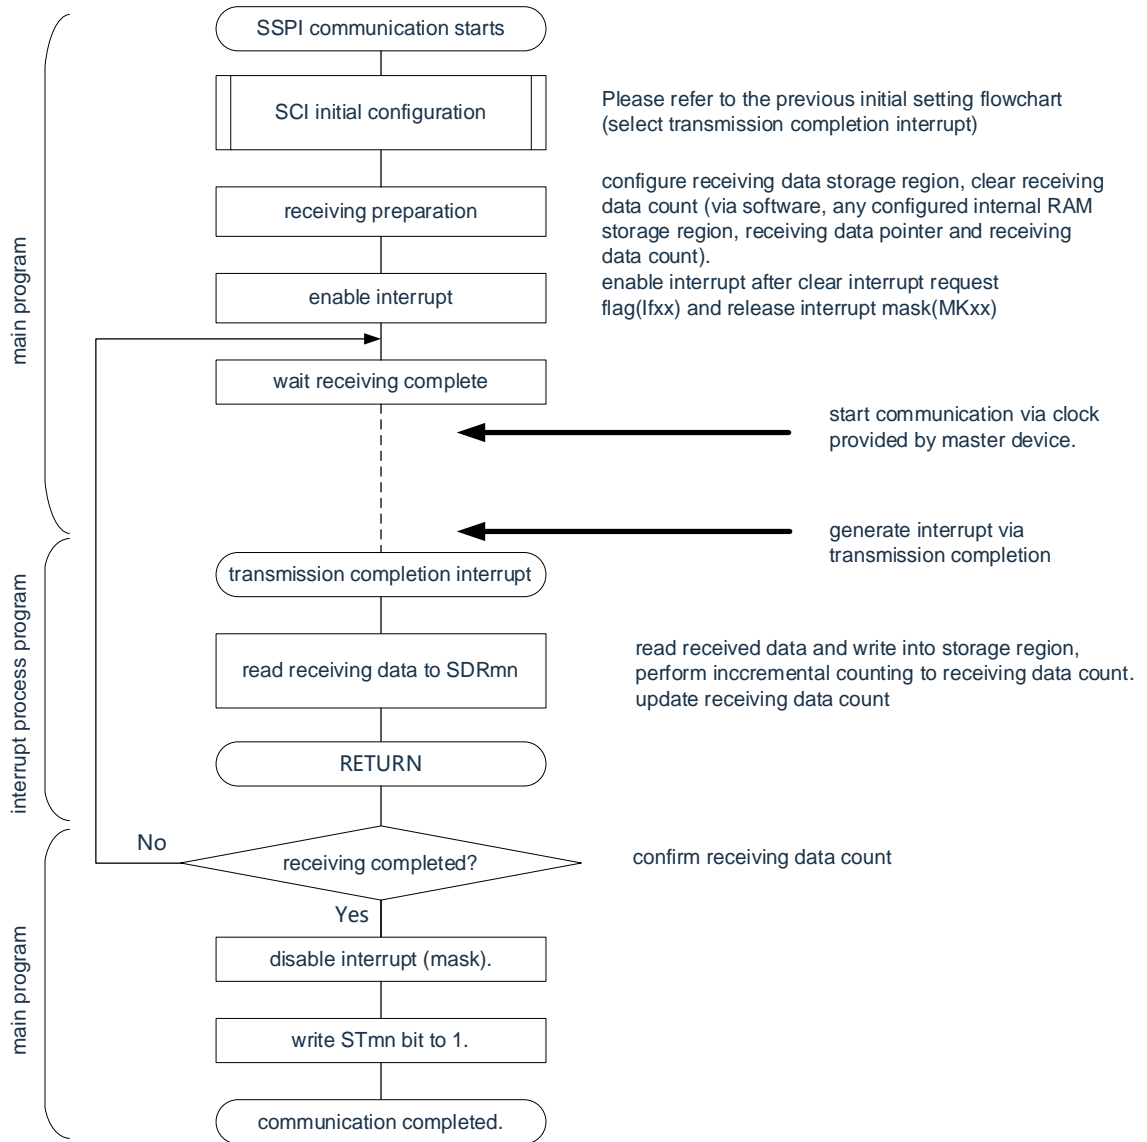 SSPI communication starts
SCI initial configuration
Please refer to the previous initial setting flowchart
(select transmission completion interrupt)
receiving preparation
configure receiving data storage region, clear receiving
data count (via software, any configured internal RAM
storage region, receiving data pointer and receiving
data count).
enable interrupt
enable interrupt after clear interrupt request
flag(Ifxx) and release interrupt mask(MKxx)
main program
wait receiving complete
start communication via clock
provided by master device.
generate interrupt via
transmission completion
transmission completion interrupt
read receiving data to SDRmn
read received data and write into storage region,
perform inccremental counting to receiving data count.
update receiving data count
interrupt process program
RETURN
No
receiving completed?
confirm receiving data count
Yes
disable interrupt (mask).
main program
write STmn bit to 1.
communication completed.